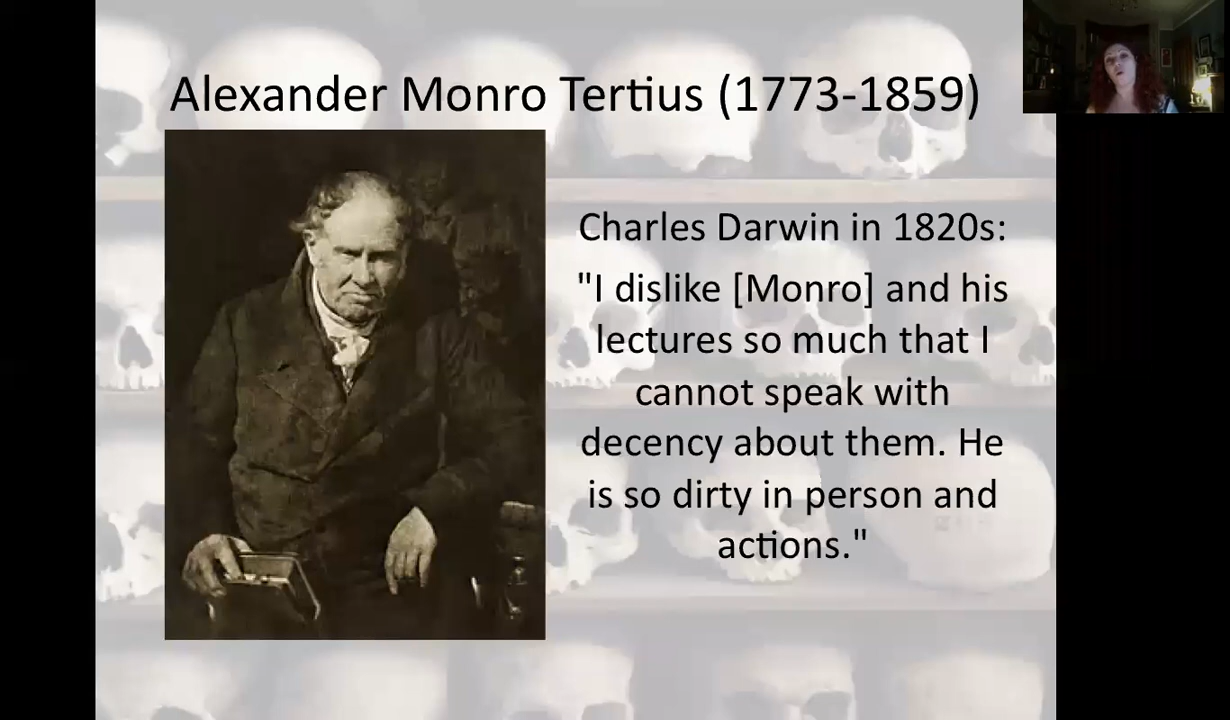 Alexander Monro Tertius (1773-1859)
Charles Darwin in 1820s:
"I dislike [Monro] and his
lectures so much that I
cannot speak with
decency about them. He
is so dirty in person and
actions."